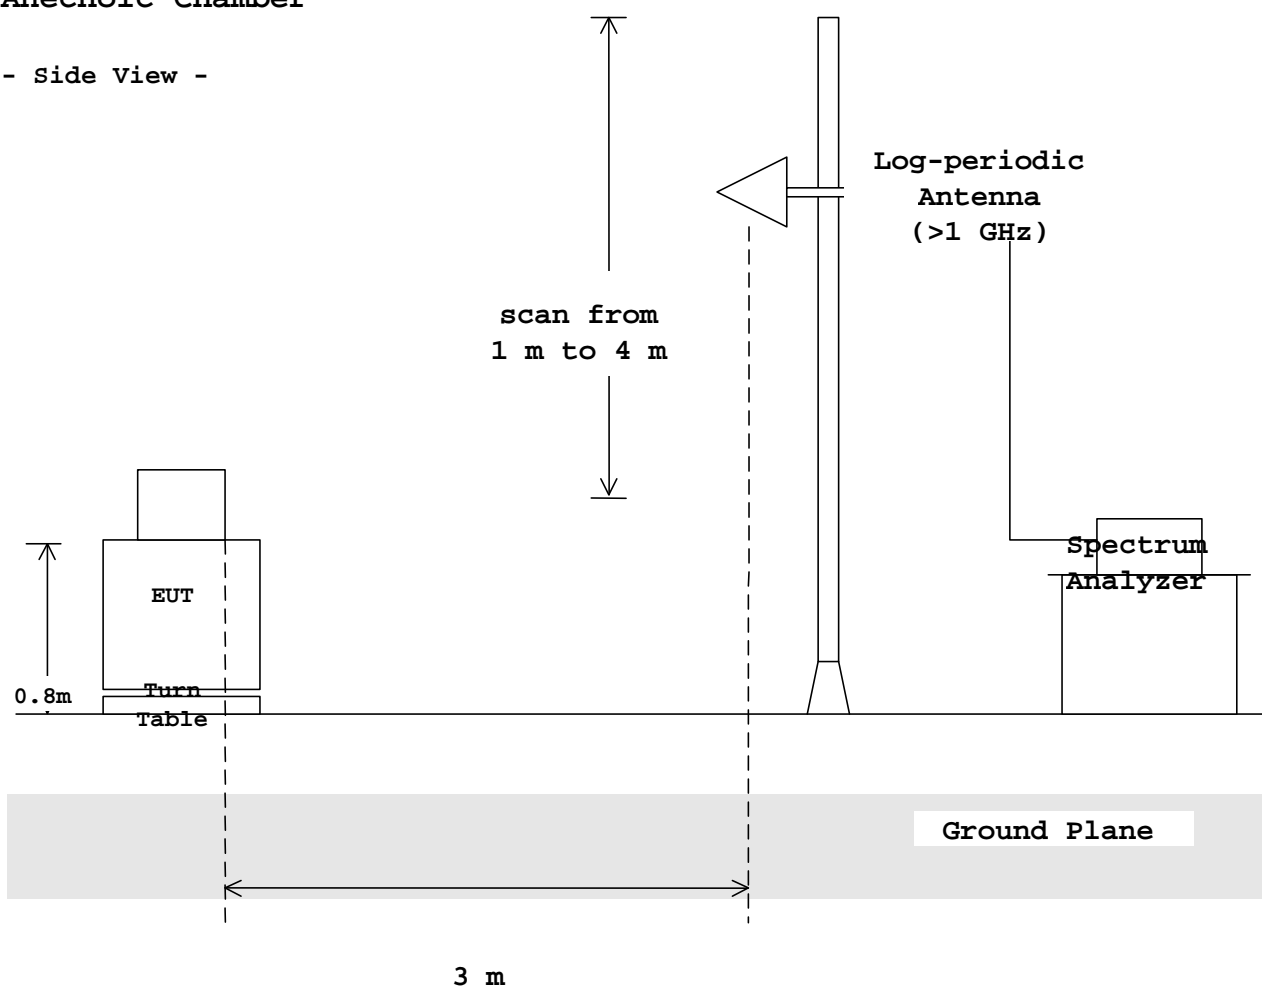 Anechoic Chamber
- Side View -
Log-periodic
Antenna
(>1 GHz)
scan from
1 m to 4 m
Spectrum
Analyzer
EUT
0.8m
Turn
Table
Ground Plane
3 m